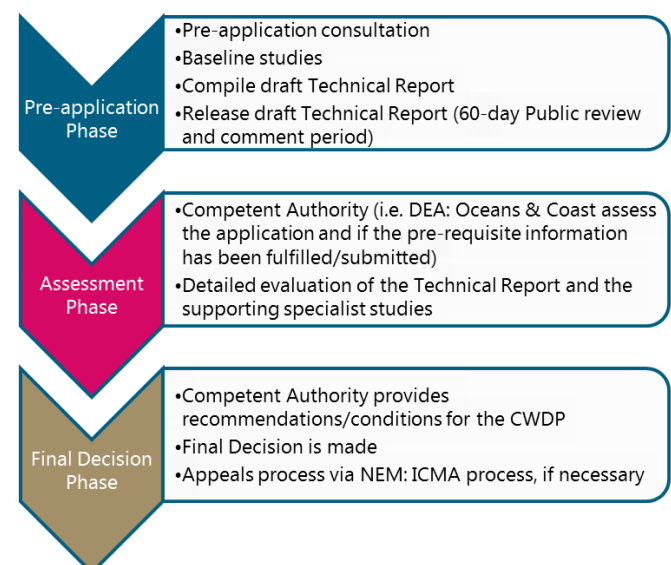 Pre-application
Phase
•Pre-application consultation
•Baseline studies
•Compile draft Technical Report
•Release draft Technical Report (60-day Public review
and comment period)
Assessment
Phase
•Competent Authority (i.e. DEA: Oceans & Coast assess
the application and if the pre-requisite information
has been fulfilled/submitted)
•Detailed evaluation of the Technical Report and the
supporting specialist studies
Final Decision
Phase
•Competent Authority provides
recommendations/conditions for the CWDP
•Final Decision is made
•Appeals process via NEM: ICMA process, if necessary